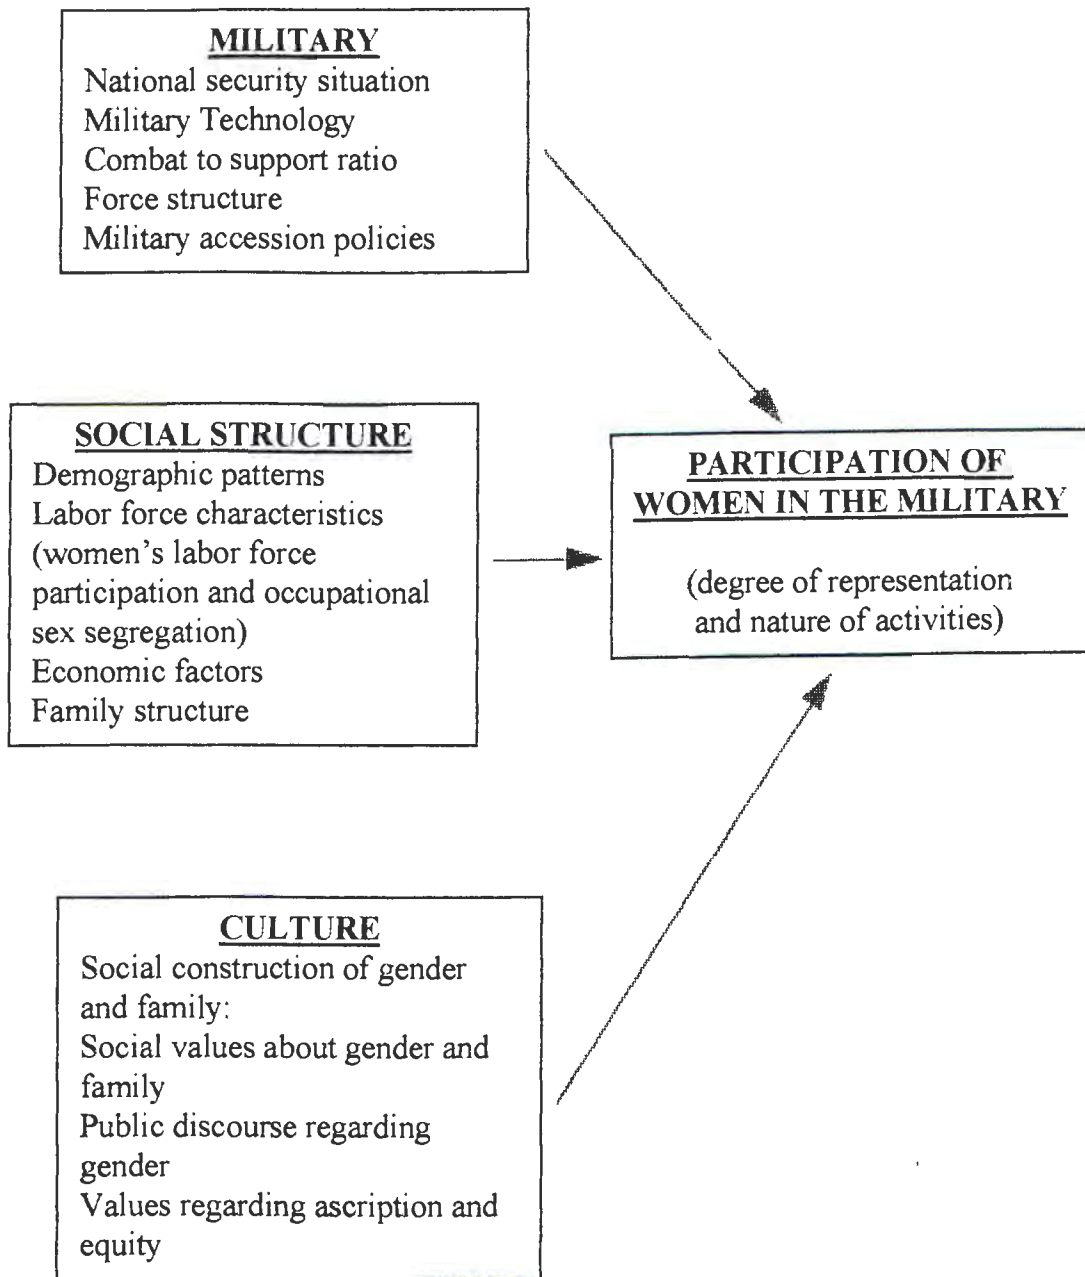 MILITARY
National security situation
Military Technology
Combat to support ratio
Force structure
Military accession policies
SOCIAL STRUCTURE
Demographic patterns
Labor force characteristics
(women's labor force
participation and occupational
sex segregation)
Economic factors
Family structure
PARTICIPATION OF
WOMEN IN THE MILITARY
(degree of representation
and nature of activities)
CULTURE
Social construction of gender
and family:
Social values about gender and
family
Public discourse regarding
gender
Values regarding ascription and
equity